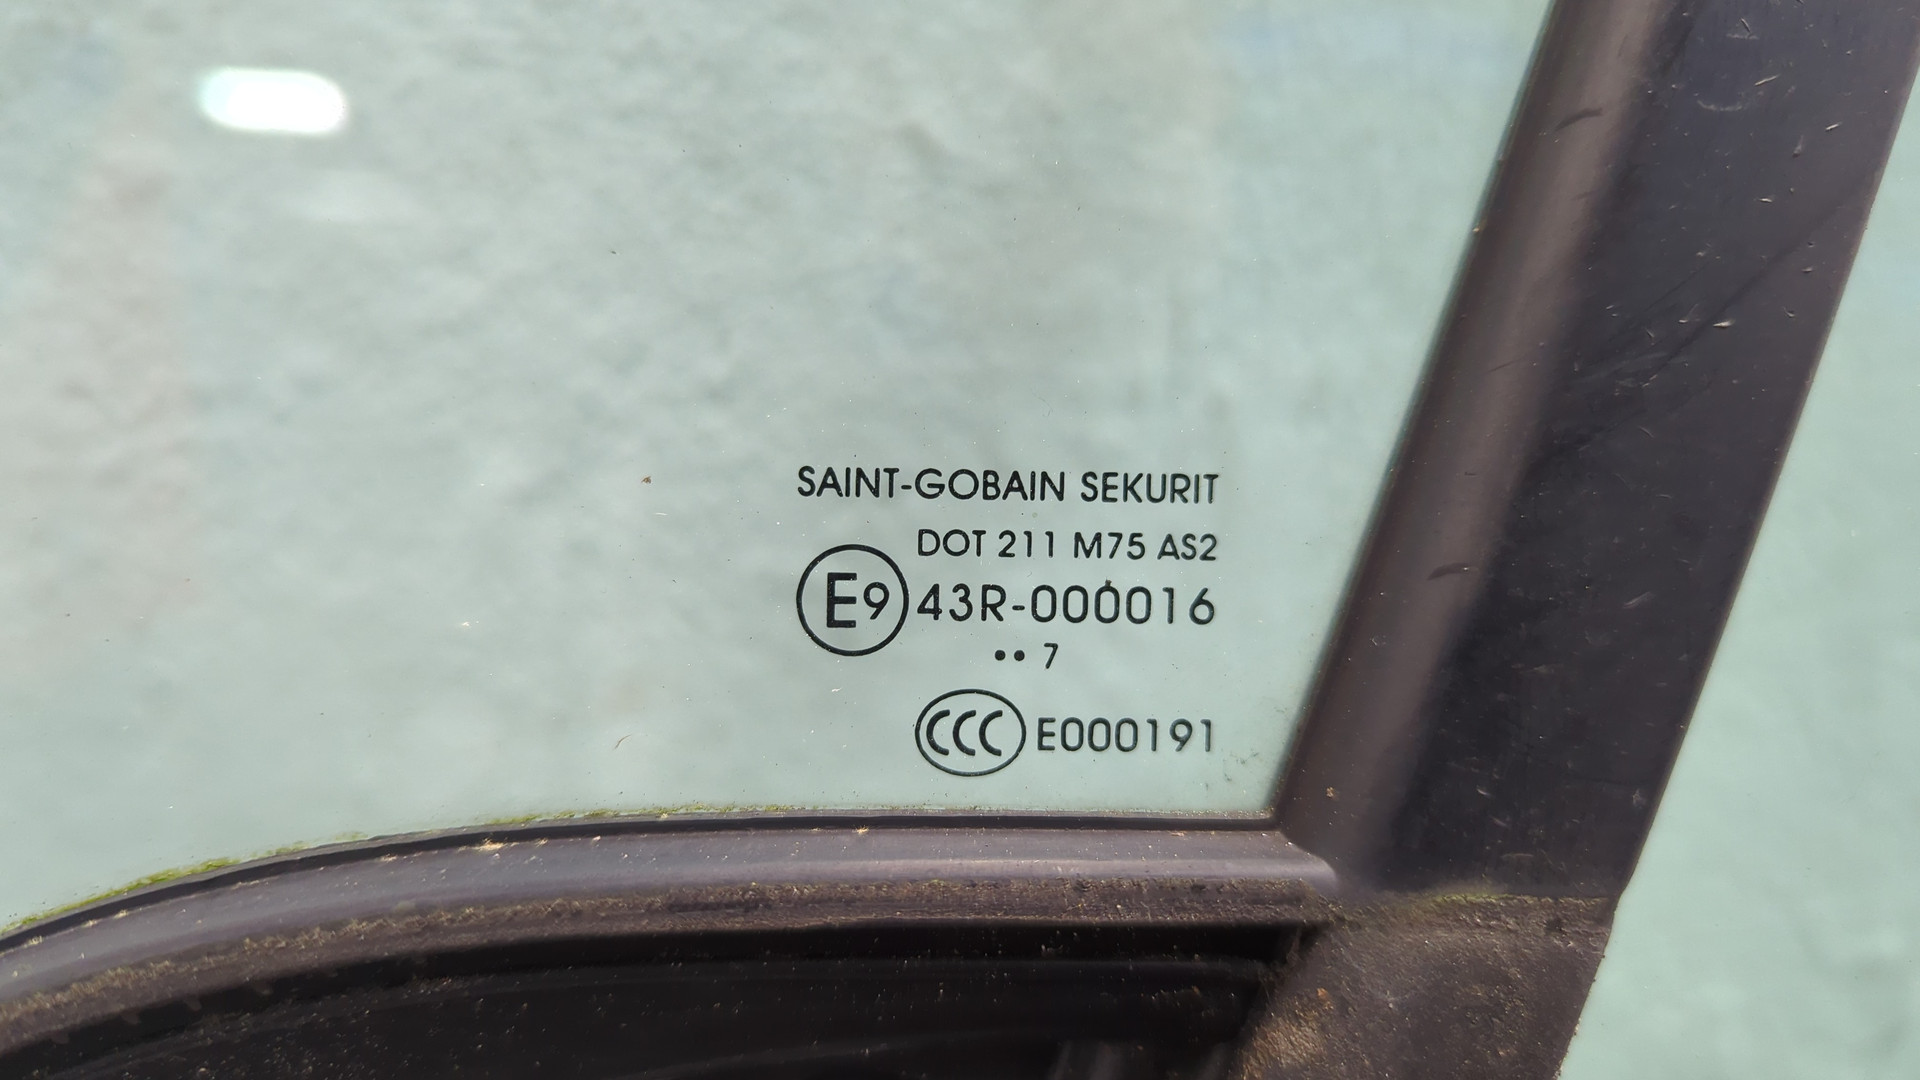 SAINT-GOBAIN SEKURIT
DOT 211 M75 AS2
E9 43R-000016
•• 7
CCC E000191